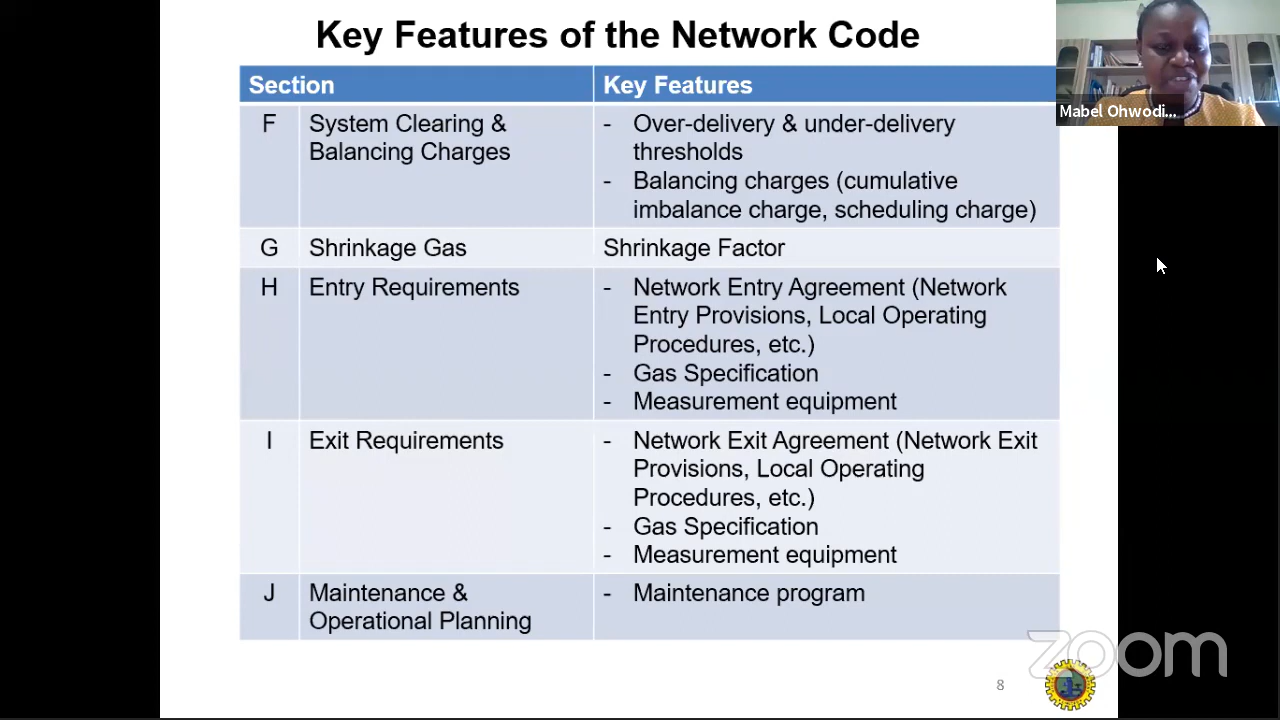 Key Features of the Network Code
Mabel Ohwodi...
Section
Key Features
F
System Clearing &
Balancing Charges
- Over-delivery & under-delivery
thresholds
- Balancing charges (cumulative
imbalance charge, scheduling charge)
G
Shrinkage Gas
Shrinkage Factor
H
Entry Requirements
- Network Entry Agreement (Network
Entry Provisions, Local Operating
Procedures, etc.)
- Gas Specification
- Measurement equipment
I
Exit Requirements
- Network Exit Agreement (Network Exit
Provisions, Local Operating
Procedures, etc.)
- Gas Specification
- Measurement equipment
J
Maintenance &
Operational Planning
- Maintenance program
zoom
8